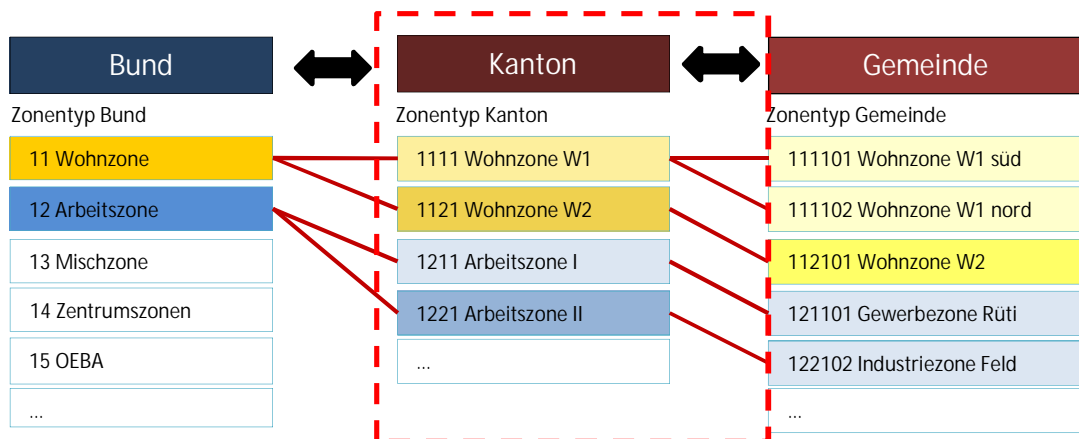 Bund
Kanton
Gemeinde
Zonentyp Bund
Zonentyp Kanton
Zonentyp Gemeinde
11 Wohnzone
1111 Wohnzone W1
111101 Wohnzone W1 süd
12 Arbeitszone
1121 Wohnzone W2
111102 Wohnzone W1 nord
13 Mischzone
1211 Arbeitszone I
112101 Wohnzone W2
14 Zentrumszonen
1221 Arbeitszone II
121101 Gewerbezone Rüti
15 OEBA
...
122102 Industriezone Feld
...
...